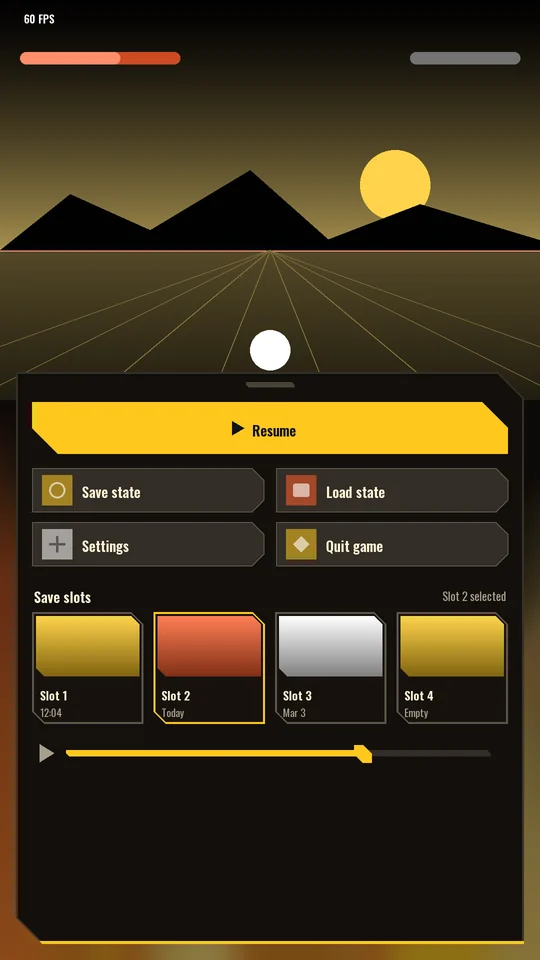 60 FPS
Resume
Save state
Load state
Settings
Quit game
Save slots
Slot 2 selected
Slot 1
12:04
Slot 2
Today
Slot 3
Mar 3
Slot 4
Empty